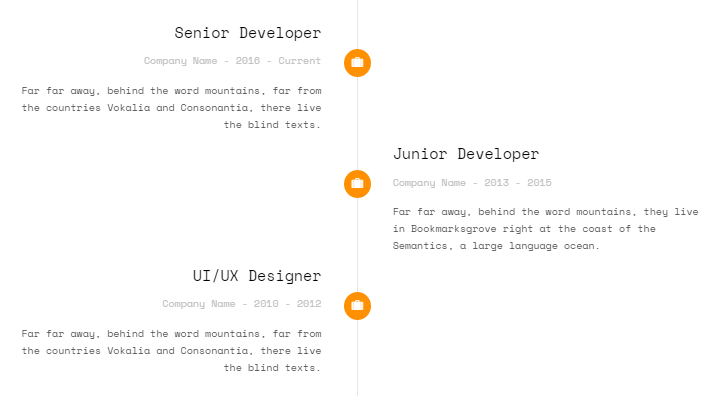 Senior Developer
Company Name - 2016 - Current
Far far away, behind the word mountains, far from
the countries Vokalia and Consonantia, there live
the blind texts.
Junior Developer
Company Name - 2013 - 2015
Far far away, behind the word mountains, they live
in Bookmarksgrove right at the coast of the
Semantics, a large language ocean.
UI/UX Designer
Company Name - 2010 - 2012
Far far away, behind the word mountains, far from
the countries Vokalia and Consonantia, there live
the blind texts.